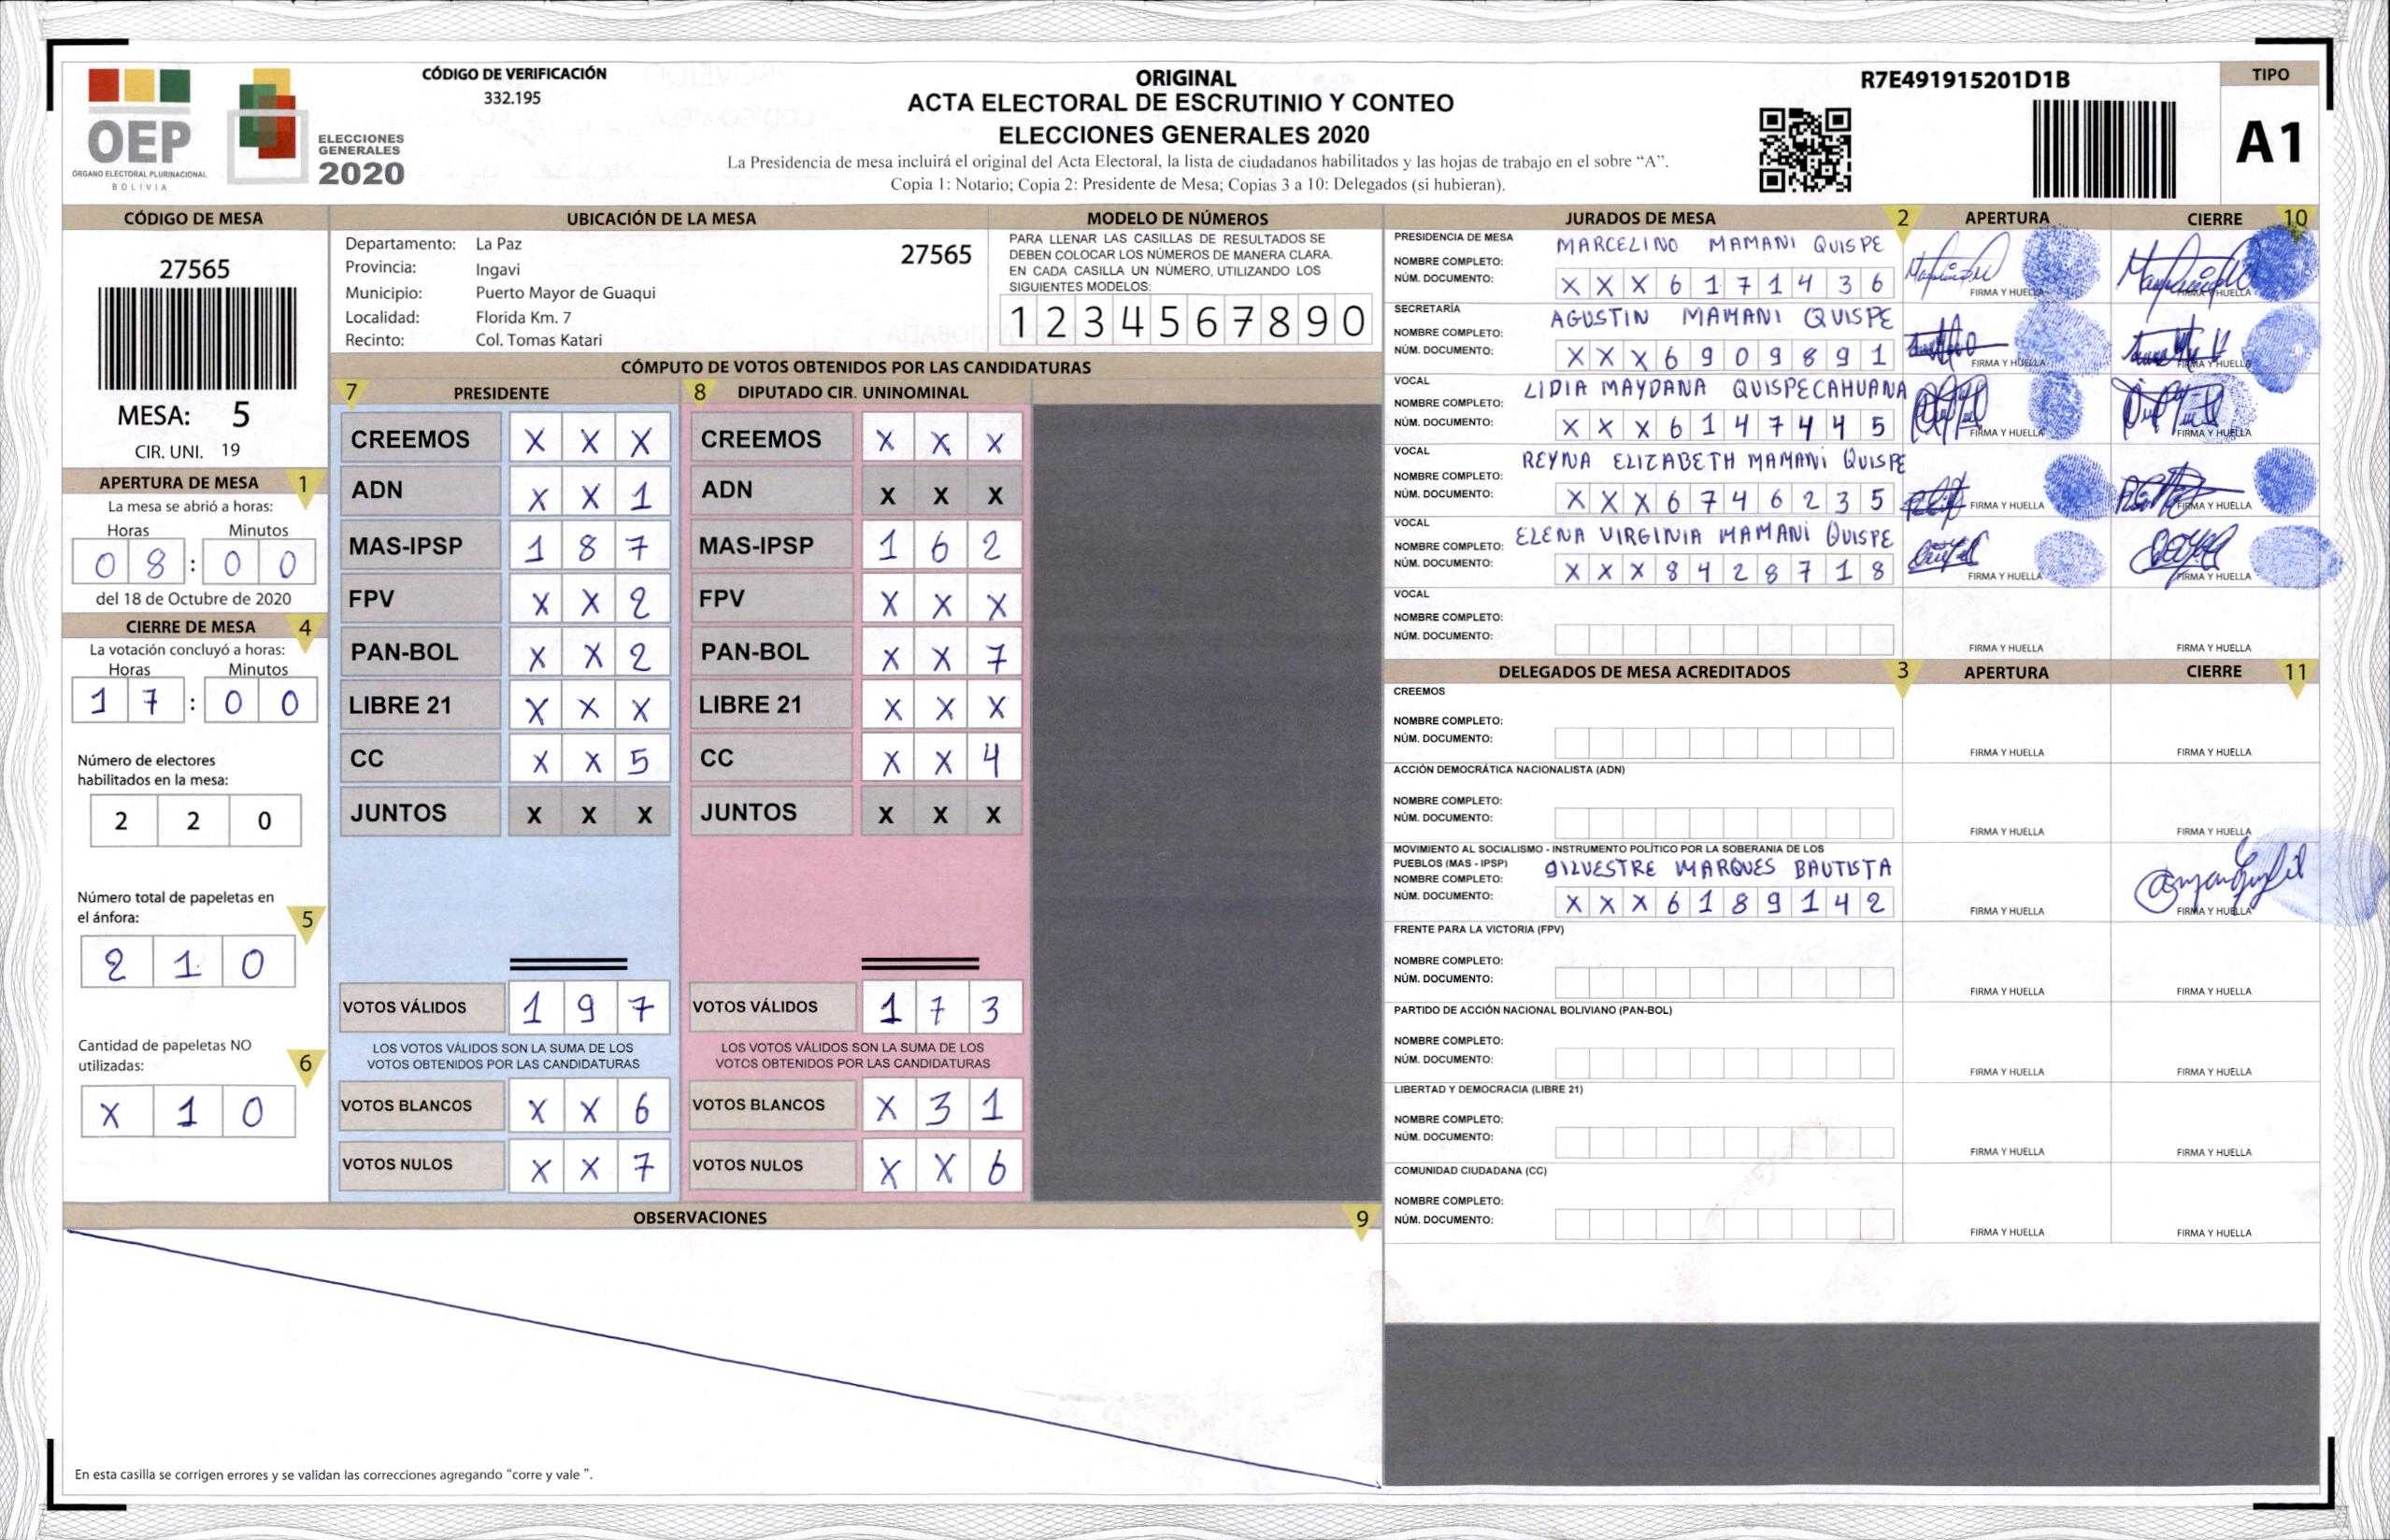 OEP
ÓRGANO ELECTORAL PLURINACIONAL
BOLIVIA
ELECCIONES
GENERALES
2020
CÓDIGO DE VERIFICACIÓN
332.195
ORIGINAL
ACTA ELECTORAL DE ESCRUTINIO Y CONTEO
ELECCIONES GENERALES 2020
La Presidencia de mesa incluirá el original del Acta Electoral, la lista de ciudadanos habilitados y las hojas de trabajo en el sobre “A”.
Copia 1: Notario; Copia 2: Presidente de Mesa; Copias 3 a 10: Delegados (si hubieran).
R7E491915201D1B
TIPO
A1
CÓDIGO DE MESA
27565
MESA: 5
CIR. UNI. 19
APERTURA DE MESA 1
La mesa se abrió a horas:
Horas Minutos
0 8 : 0 0
del 18 de Octubre de 2020
CIERRE DE MESA 4
La votación concluyó a horas:
Horas Minutos
1 7 : 0 0
Número de electores
habilitados en la mesa:
2 2 0
Número total de papeletas en
el ánfora: 5
2 1 0
Cantidad de papeletas NO
utilizadas: 6
X 1 0
UBICACIÓN DE LA MESA
Departamento: La Paz 27565
Provincia: Ingavi
Municipio: Puerto Mayor de Guaqui
Localidad: Florida Km. 7
Recinto: Col. Tomas Katari
MODELO DE NÚMEROS
PARA LLENAR LAS CASILLAS DE RESULTADOS SE
DEBEN COLOCAR LOS NÚMEROS DE MANERA CLARA.
EN CADA CASILLA UN NÚMERO, UTILIZANDO LOS
SIGUIENTES MODELOS:
1 2 3 4 5 6 7 8 9 0
CÓMPUTO DE VOTOS OBTENIDOS POR LAS CANDIDATURAS
7 PRESIDENTE
CREEMOS X X X
ADN X X 1
MAS-IPSP 1 8 7
FPV X X 2
PAN-BOL X X 2
LIBRE 21 X X X
CC X X 5
JUNTOS X X X
VOTOS VÁLIDOS 1 9 7
LOS VOTOS VÁLIDOS SON LA SUMA DE LOS
VOTOS OBTENIDOS POR LAS CANDIDATURAS
VOTOS BLANCOS X X 6
VOTOS NULOS X X 7
8 DIPUTADO CIR. UNINOMINAL
CREEMOS X X X
ADN X X X
MAS-IPSP 1 6 2
FPV X X X
PAN-BOL X X 7
LIBRE 21 X X X
CC X X 4
JUNTOS X X X
VOTOS VÁLIDOS 1 7 3
LOS VOTOS VÁLIDOS SON LA SUMA DE LOS
VOTOS OBTENIDOS POR LAS CANDIDATURAS
VOTOS BLANCOS X 3 1
VOTOS NULOS X X 6
OBSERVACIONES 9
En esta casilla se corrigen errores y se validan las correcciones agregando "corre y vale ".
JURADOS DE MESA 2 APERTURA CIERRE 10
PRESIDENCIA DE MESA
NOMBRE COMPLETO: MARCELINO MAMANI QUISPE
NÚM. DOCUMENTO: X X X 6 1 7 1 4 3 6
FIRMA Y HUELLA FIRMA Y HUELLA
SECRETARÍA
NOMBRE COMPLETO: AGUSTIN MAMANI QUISPE
NÚM. DOCUMENTO: X X X 6 9 0 9 8 9 1
FIRMA Y HUELLA FIRMA Y HUELLA
VOCAL
NOMBRE COMPLETO: LIDIA MAYDANA QUISPECAHUANA
NÚM. DOCUMENTO: X X X 6 1 4 7 4 4 5
FIRMA Y HUELLA FIRMA Y HUELLA
VOCAL
NOMBRE COMPLETO: REYNA ELIZABETH MAMANI QUISPE
NÚM. DOCUMENTO: X X X 6 7 4 6 2 3 5
FIRMA Y HUELLA FIRMA Y HUELLA
VOCAL
NOMBRE COMPLETO: ELENA VIRGINIA MAMANI QUISPE
NÚM. DOCUMENTO: X X X 8 4 2 8 7 1 8
FIRMA Y HUELLA FIRMA Y HUELLA
VOCAL
NOMBRE COMPLETO:
NÚM. DOCUMENTO:
FIRMA Y HUELLA FIRMA Y HUELLA
DELEGADOS DE MESA ACREDITADOS 3 APERTURA CIERRE 11
CREEMOS
NOMBRE COMPLETO:
NÚM. DOCUMENTO:
FIRMA Y HUELLA FIRMA Y HUELLA
ACCIÓN DEMOCRÁTICA NACIONALISTA (ADN)
NOMBRE COMPLETO:
NÚM. DOCUMENTO:
FIRMA Y HUELLA FIRMA Y HUELLA
MOVIMIENTO AL SOCIALISMO - INSTRUMENTO POLÍTICO POR LA SOBERANIA DE LOS
PUEBLOS (MAS - IPSP)
NOMBRE COMPLETO: SILVESTRE MARQUES BAUTISTA
NÚM. DOCUMENTO: X X X 6 1 8 9 1 4 2
FIRMA Y HUELLA FIRMA Y HUELLA
FRENTE PARA LA VICTORIA (FPV)
NOMBRE COMPLETO:
NÚM. DOCUMENTO:
FIRMA Y HUELLA FIRMA Y HUELLA
PARTIDO DE ACCIÓN NACIONAL BOLIVIANO (PAN-BOL)
NOMBRE COMPLETO:
NÚM. DOCUMENTO:
FIRMA Y HUELLA FIRMA Y HUELLA
LIBERTAD Y DEMOCRACIA (LIBRE 21)
NOMBRE COMPLETO:
NÚM. DOCUMENTO:
FIRMA Y HUELLA FIRMA Y HUELLA
COMUNIDAD CIUDADANA (CC)
NOMBRE COMPLETO:
NÚM. DOCUMENTO:
FIRMA Y HUELLA FIRMA Y HUELLA